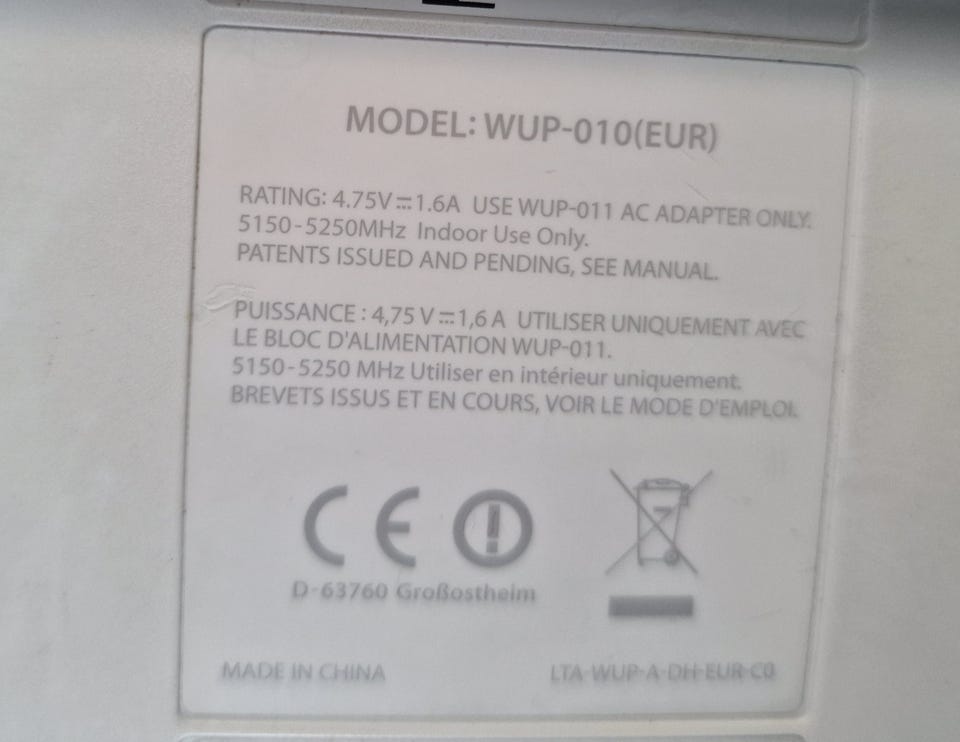 MODEL: WUP-010(EUR)
RATING: 4.75V⎓1.6A USE WUP-011 AC ADAPTER ONLY.
5150-5250MHz Indoor Use Only.
PATENTS ISSUED AND PENDING, SEE MANUAL.
PUISSANCE : 4,75 V⎓1,6 A UTILISER UNIQUEMENT AVEC
LE BLOC D'ALIMENTATION WUP-011.
5150-5250 MHz Utiliser en intérieur uniquement.
BREVETS ISSUS ET EN COURS, VOIR LE MODE D'EMPLOI.
CE
D-63760 Großostheim
MADE IN CHINA
LTA-WUP-A-DH-EUR-C0